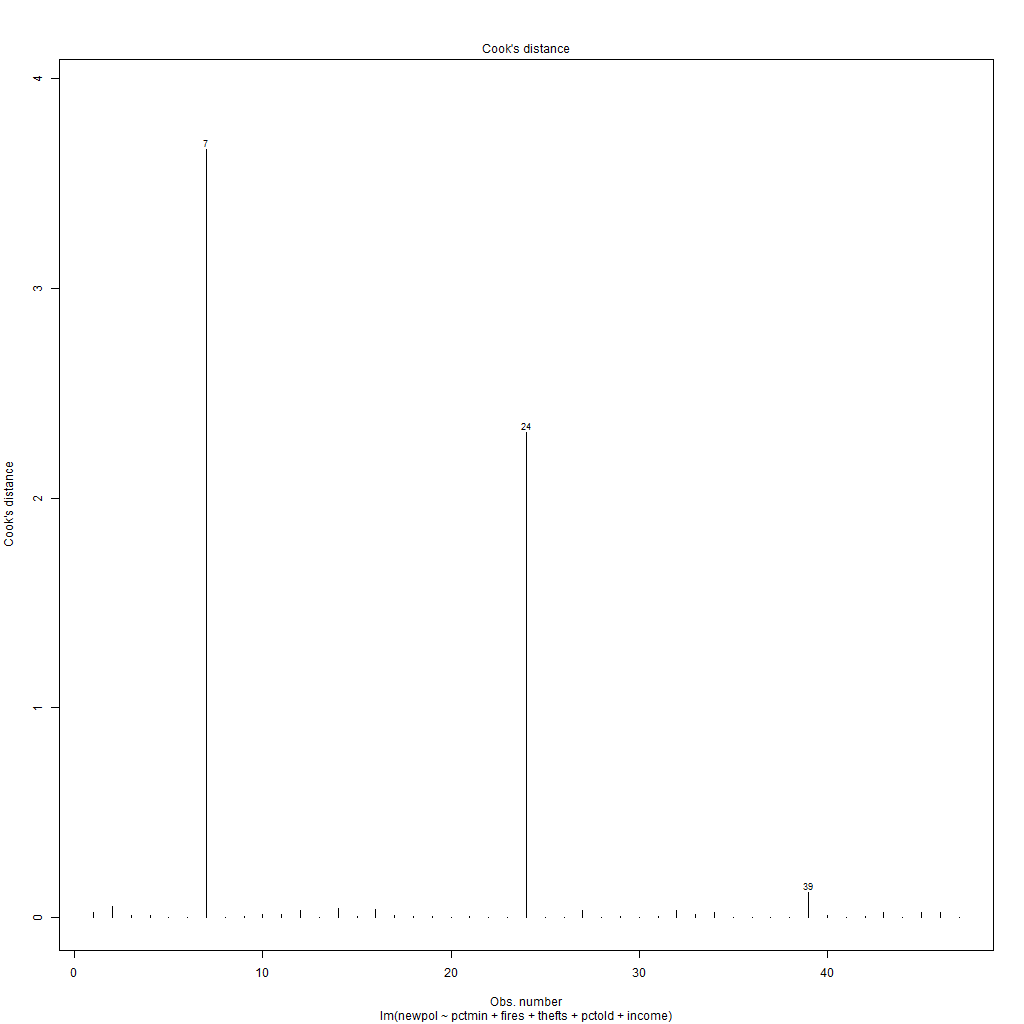 Cook's distance
4
3
2
1
0
Cook's distance
7
24
39
0 10 20 30 40
Obs. number
lm(newpol ~ pctmin + fires + thefts + pctold + income)